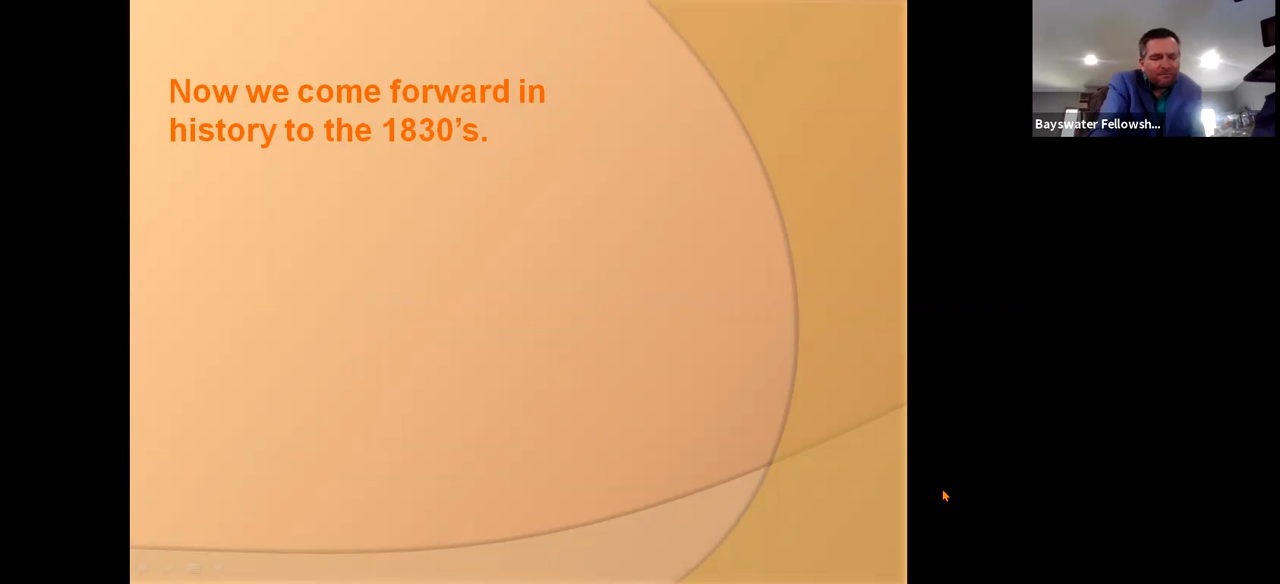 Now we come forward in
history to the 1830’s.
Bayswater Fellowsh...